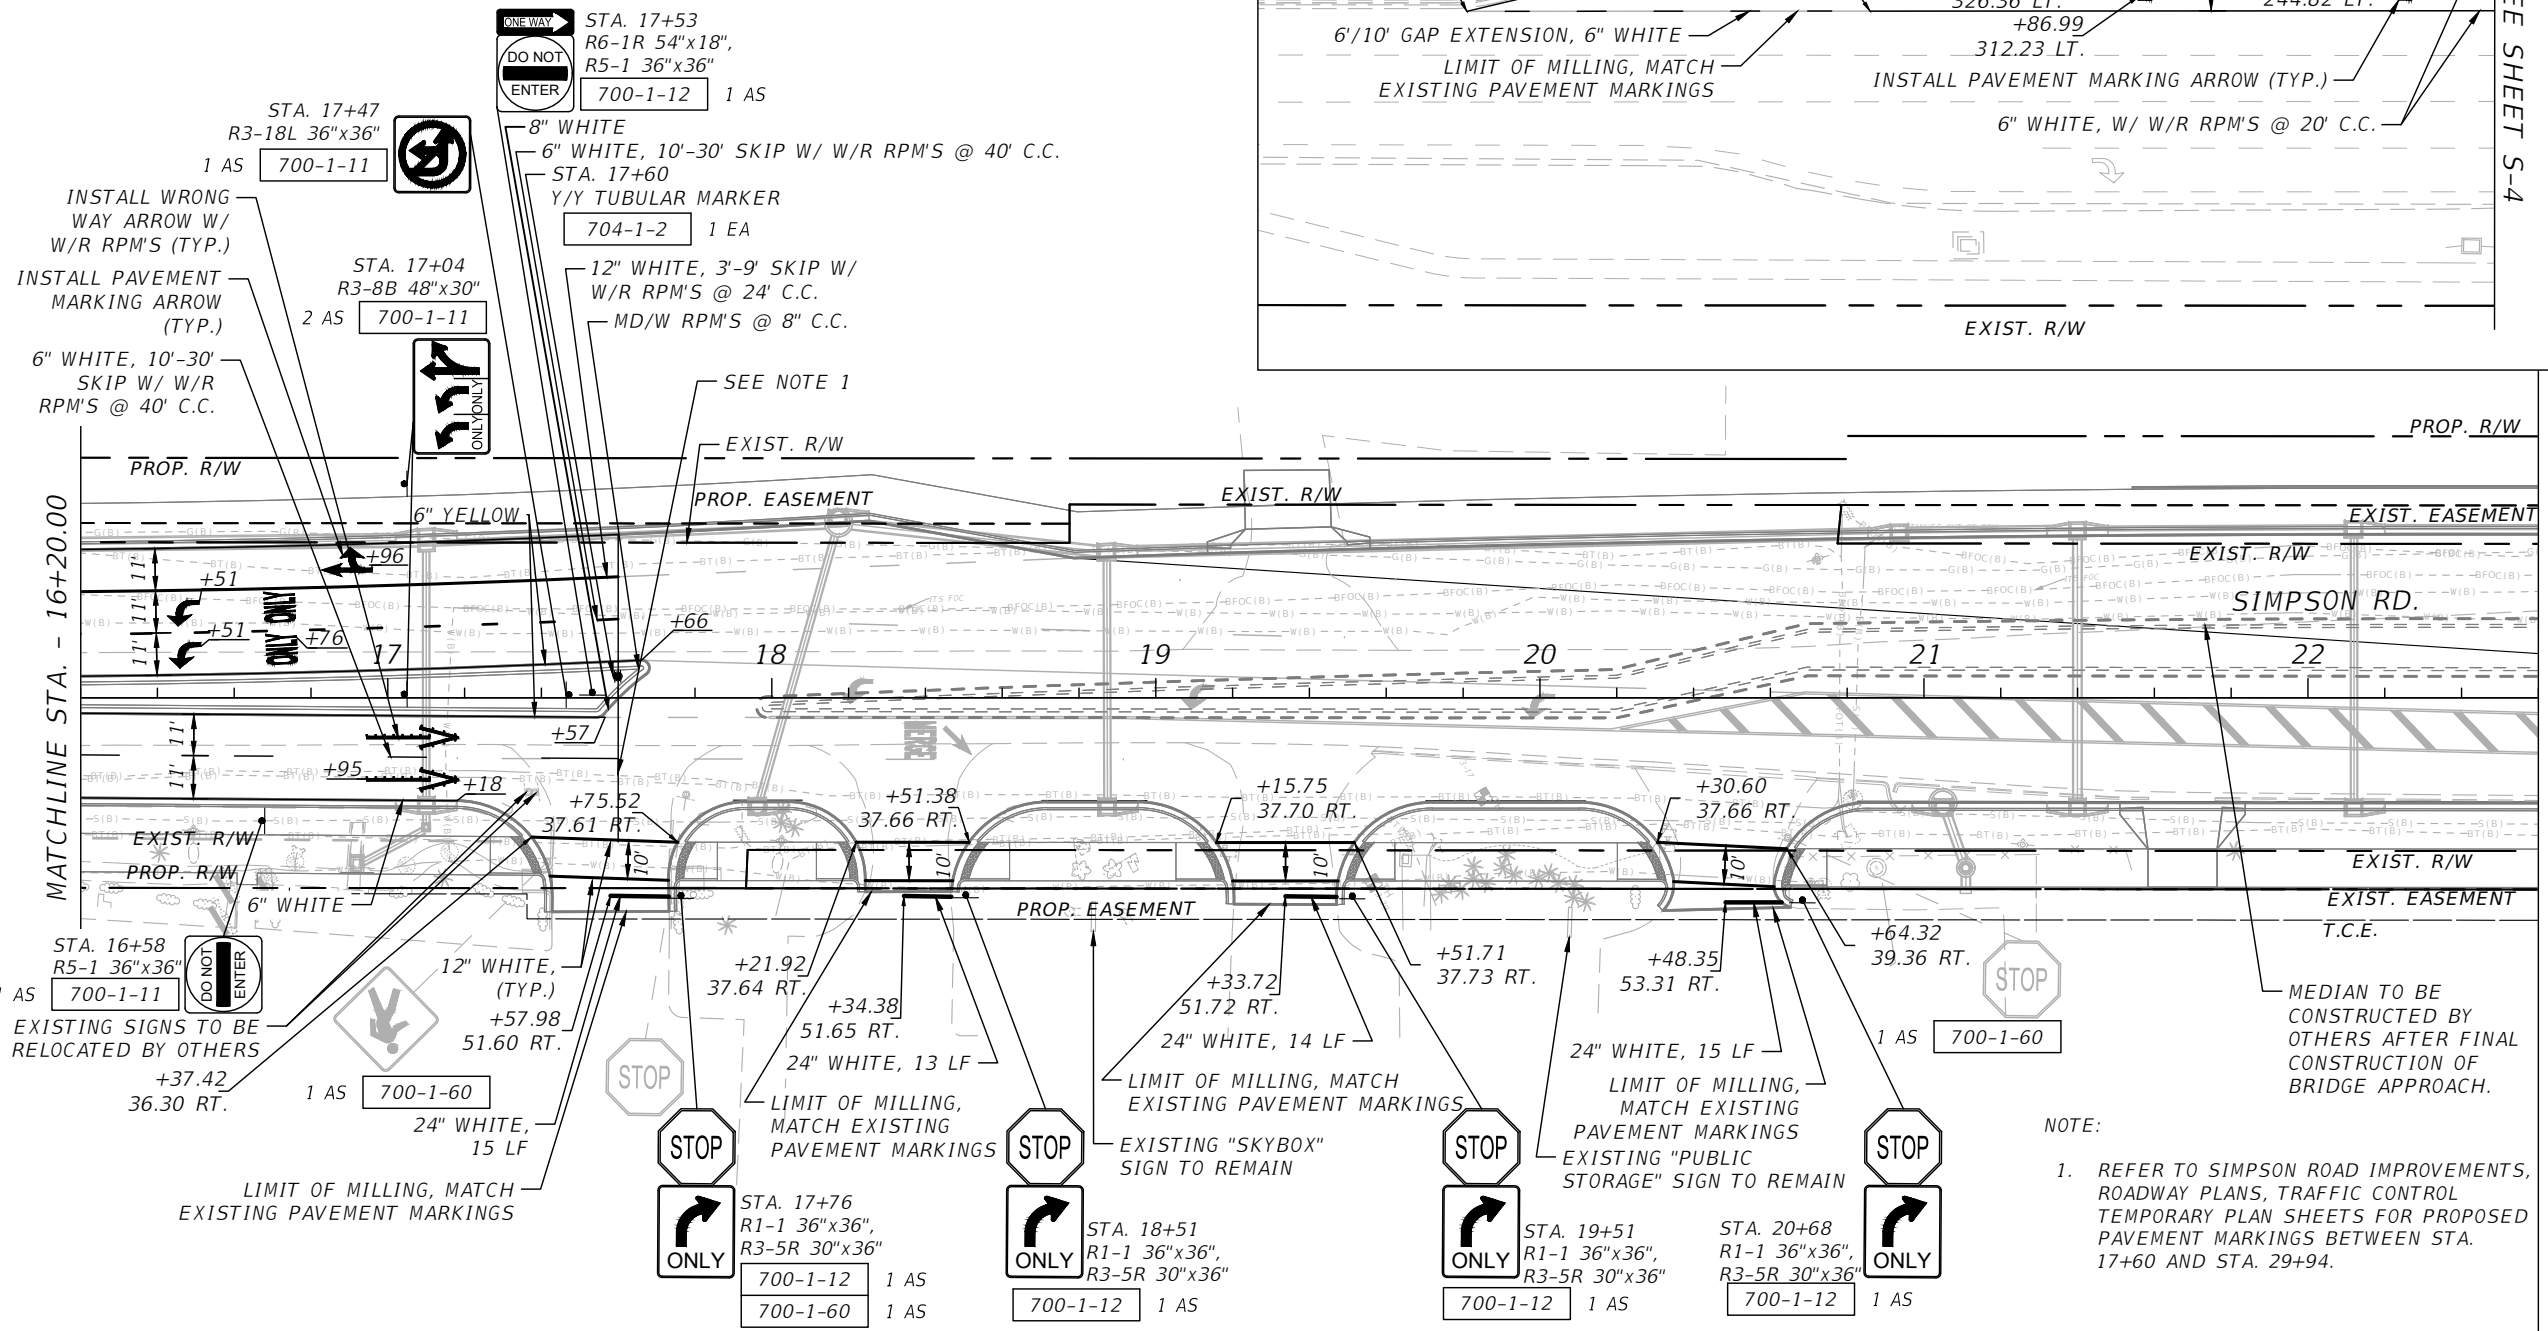 ONE WAY
DO NOT
ENTER
STA. 17+53
R6-1R 54"x18",
R5-1 36"x36"
700-1-12 1 AS
STA. 17+47
R3-18L 36"x36"
1 AS 700-1-11
8" WHITE
6" WHITE, 10'-30' SKIP W/ W/R RPM'S @ 40' C.C.
STA. 17+60
Y/Y TUBULAR MARKER
704-1-2 1 EA
INSTALL WRONG
WAY ARROW W/
W/R RPM'S (TYP.)
INSTALL PAVEMENT
MARKING ARROW
(TYP.)
STA. 17+04
R3-8B 48"x30"
2 AS 700-1-11
6" WHITE, 10'-30'
SKIP W/ W/R
RPM'S @ 40' C.C.
ONLY
ONLY
12" WHITE, 3'-9' SKIP W/
W/R RPM'S @ 24' C.C.
MD/W RPM'S @ 8" C.C.
SEE NOTE 1
EXIST. R/W
326.36 LT.
244.82 LT.
6'/10' GAP EXTENSION, 6" WHITE
+86.99
312.23 LT.
LIMIT OF MILLING, MATCH
EXISTING PAVEMENT MARKINGS
INSTALL PAVEMENT MARKING ARROW (TYP.)
6" WHITE, W/ W/R RPM'S @ 20' C.C.
SHEET S-4
EXIST. R/W
MATCHLINE STA. - 16+20.00
PROP. R/W
PROP. EASEMENT
EXIST. R/W
PROP. R/W
EXIST. EASEMENT
EXIST. R/W
6" YELLOW
+96
11'
+51
11'
ONLY
+51
11'
ONLY
+76
+66
17
18
19
20
21
22
SIMPSON RD.
MERGE
+57
11'
11'
+95
+18
EXIST. R/W
PROP. R/W
6" WHITE
+75.52
37.61 RT.
10'
+51.38
37.66 RT.
10'
+15.75
37.70 RT.
10'
+30.60
37.66 RT.
10'
EXIST. R/W
EXIST. EASEMENT
T.C.E.
PROP. EASEMENT
STA. 16+58
R5-1 36"x36"
AS 700-1-11
DO NOT
ENTER
EXISTING SIGNS TO BE
RELOCATED BY OTHERS
+37.42
36.30 RT.
12" WHITE,
(TYP.)
+57.98
51.60 RT.
1 AS 700-1-60
24" WHITE,
15 LF
LIMIT OF MILLING, MATCH
EXISTING PAVEMENT MARKINGS
STOP
STOP
ONLY
STA. 17+76
R1-1 36"x36",
R3-5R 30"x36"
700-1-12 1 AS
700-1-60 1 AS
+21.92
37.64 RT.
+34.38
51.65 RT.
24" WHITE, 13 LF
LIMIT OF MILLING,
MATCH EXISTING
PAVEMENT MARKINGS
STOP
ONLY
STA. 18+51
R1-1 36"x36",
R3-5R 30"x36"
700-1-12 1 AS
+33.72
51.72 RT.
24" WHITE, 14 LF
LIMIT OF MILLING, MATCH
EXISTING PAVEMENT MARKINGS
EXISTING "SKYBOX"
SIGN TO REMAIN
+51.71
37.73 RT.
STOP
ONLY
STA. 19+51
R1-1 36"x36",
R3-5R 30"x36"
700-1-12 1 AS
+48.35
53.31 RT.
24" WHITE, 15 LF
LIMIT OF MILLING,
MATCH EXISTING
PAVEMENT MARKINGS
EXISTING "PUBLIC
STORAGE" SIGN TO REMAIN
+64.32
39.36 RT.
STOP
1 AS 700-1-60
STOP
ONLY
STA. 20+68
R1-1 36"x36",
R3-5R 30"x36"
700-1-12 1 AS
MEDIAN TO BE
CONSTRUCTED BY
OTHERS AFTER FINAL
CONSTRUCTION OF
BRIDGE APPROACH.
NOTE:
1. REFER TO SIMPSON ROAD IMPROVEMENTS,
ROADWAY PLANS, TRAFFIC CONTROL
TEMPORARY PLAN SHEETS FOR PROPOSED
PAVEMENT MARKINGS BETWEEN STA.
17+60 AND STA. 29+94.